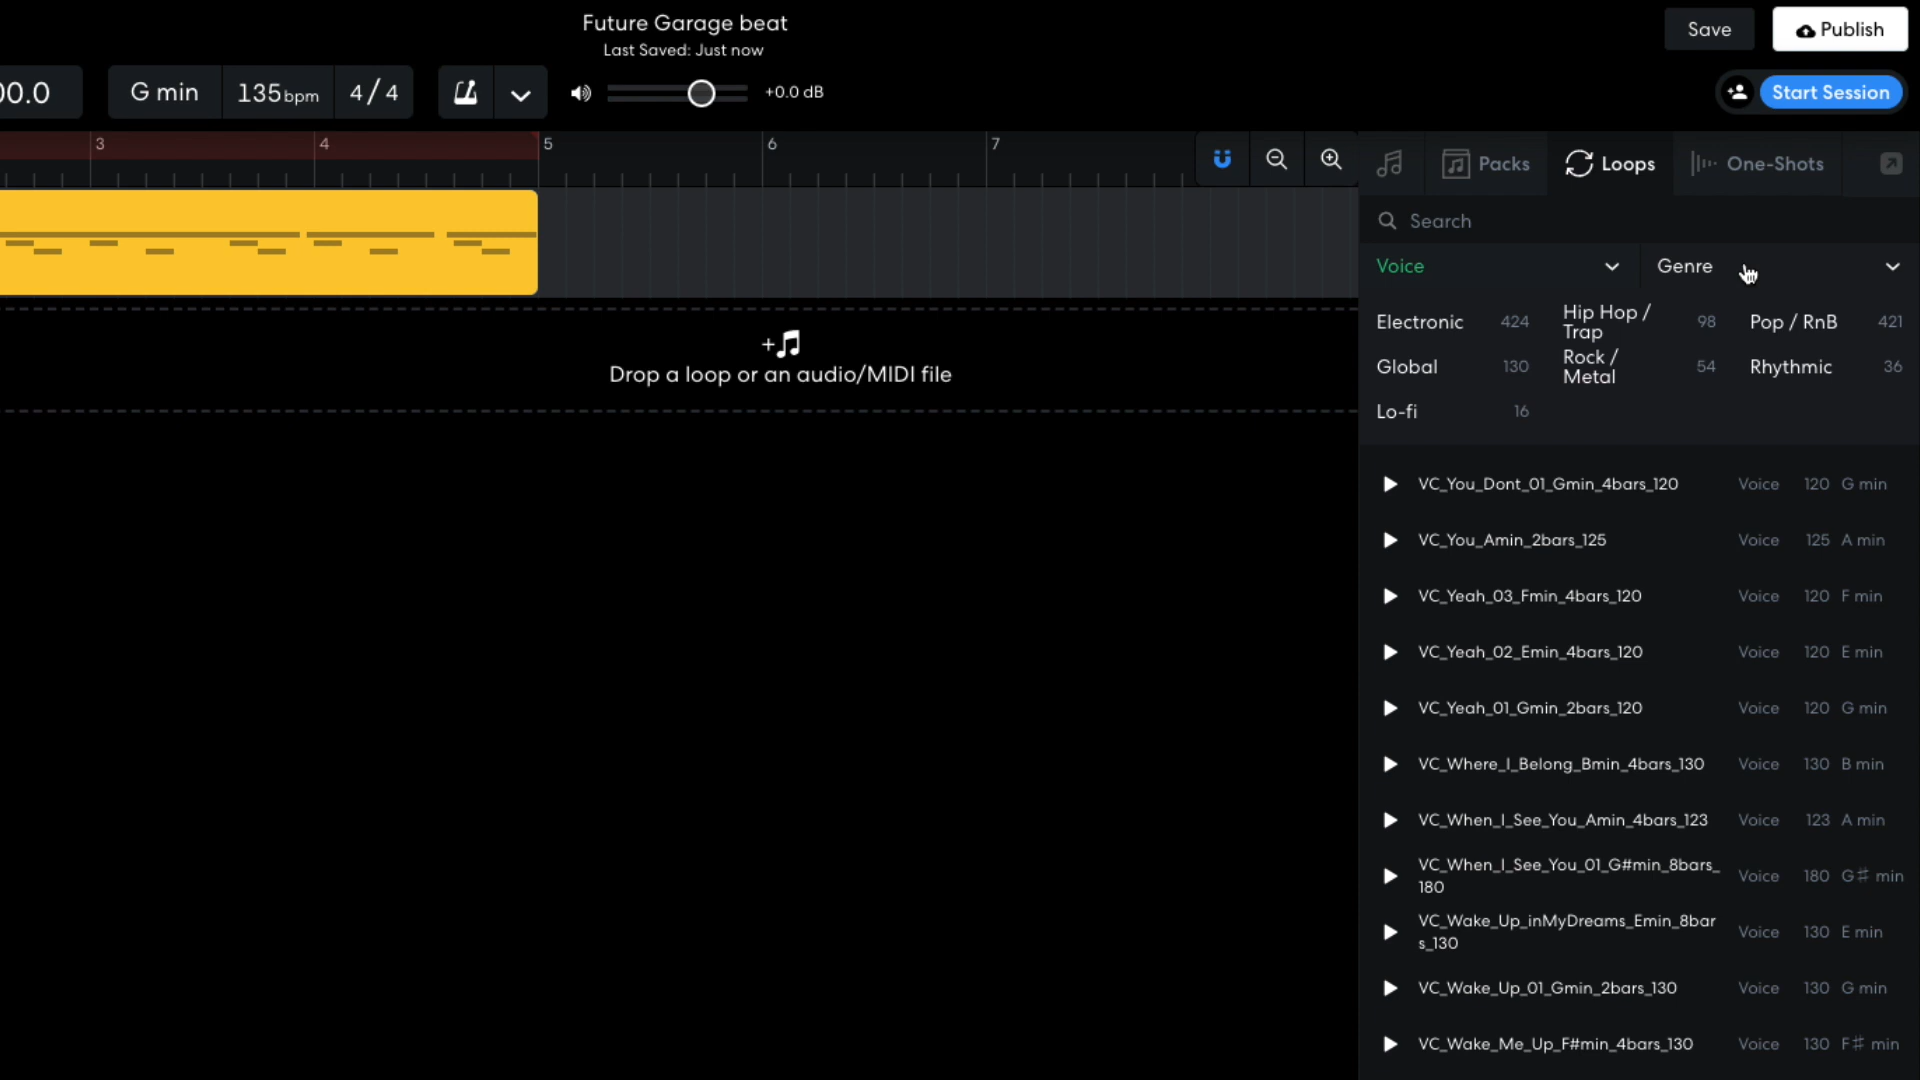 Future Garage beat
Last Saved: Just now
Save
Publish
00.0
G min
135bpm
4/4
+0.0 dB
Start Session
3
4
5
6
7
Packs
Loops
One-Shots
Search
Voice
Genre
Electronic 424
Hip Hop /
Trap 98
Pop / RnB 421
Global 130
Rock /
Metal 54
Rhythmic 36
Lo-fi 16
Drop a loop or an audio/MIDI file
VC_You_Dont_01_Gmin_4bars_120 Voice 120 G min
VC_You_Amin_2bars_125 Voice 125 A min
VC_Yeah_03_Fmin_4bars_120 Voice 120 F min
VC_Yeah_02_Emin_4bars_120 Voice 120 E min
VC_Yeah_01_Gmin_2bars_120 Voice 120 G min
VC_Where_I_Belong_Bmin_4bars_130 Voice 130 B min
VC_When_I_See_You_Amin_4bars_123 Voice 123 A min
VC_When_I_See_You_01_G#min_8bars_
180 Voice 180 G♯ min
VC_Wake_Up_inMyDreams_Emin_8bar
s_130 Voice 130 E min
VC_Wake_Up_01_Gmin_2bars_130 Voice 130 G min
VC_Wake_Me_Up_F#min_4bars_130 Voice 130 F♯ min